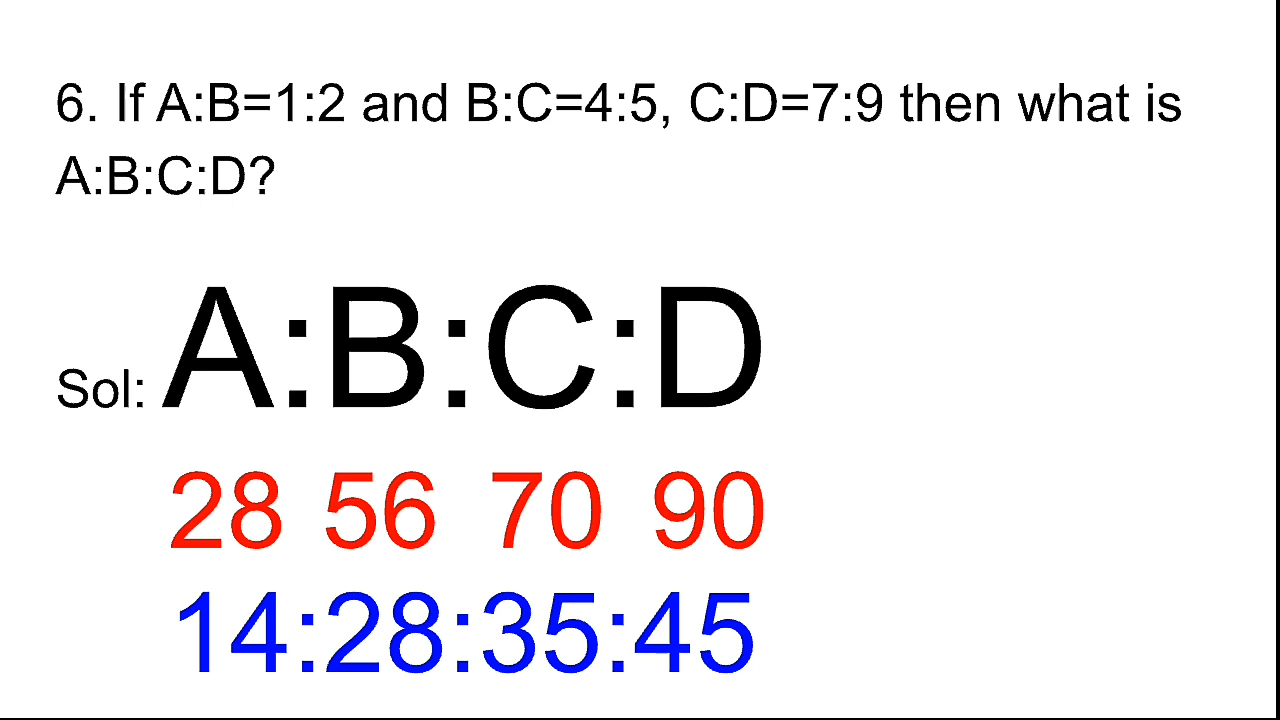 6. If A:B=1:2 and B:C=4:5, C:D=7:9 then what is
A:B:C:D?
Sol: A:B:C:D
28 56 70 90
14:28:35:45